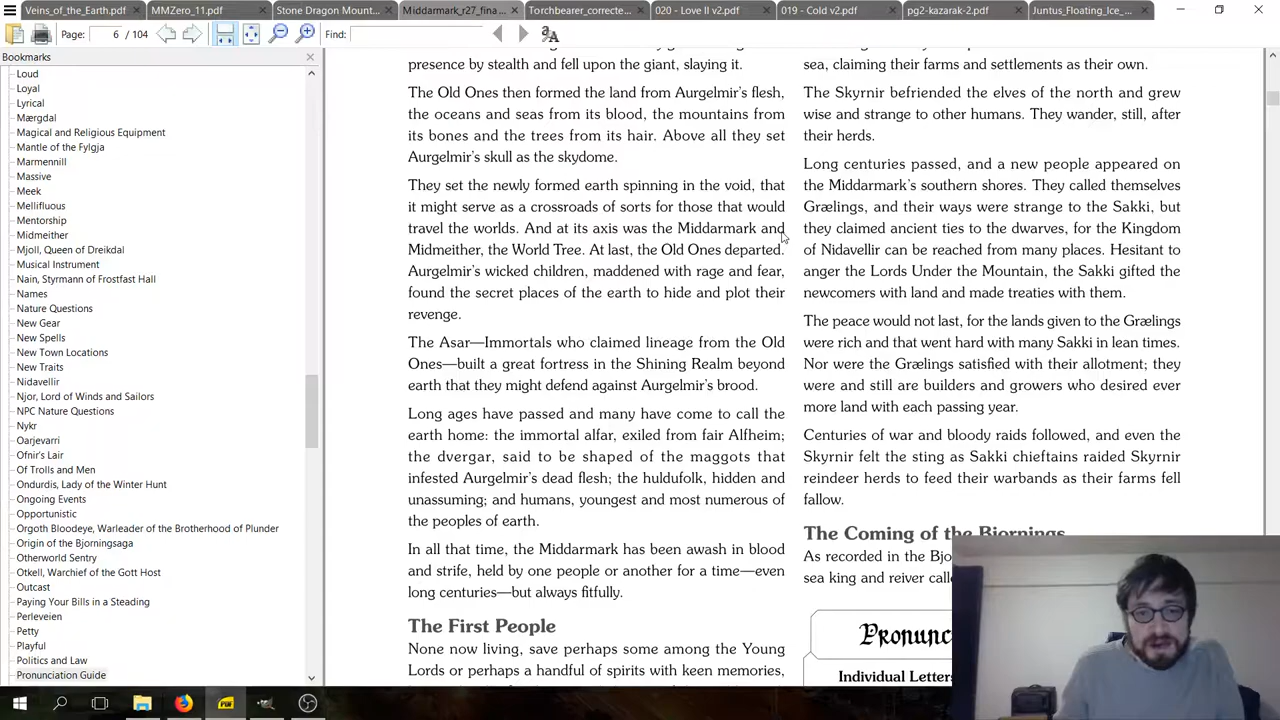 Veins_of_the_Earth.pdf
MMZero_11.pdf
Stone Dragon Mount...
Middarmark_r27_fina...
Torchbearer_correcte...
020 - Love II v2.pdf
019 - Cold v2.pdf
pg2-kazarak-2.pdf
Juntus_Floating_Ice_...
Page: 6 / 104
Find:
Bookmarks
Loud
Loyal
Lyrical
Mærgdal
Magical and Religious Equipment
Mantle of the Fylgja
Marmennill
Massive
Meek
Mellifluous
Mentorship
Midmeither
Mjoll, Queen of Dreikdal
Musical Instrument
Nain, Styrmann of Frostfast Hall
Names
Nature Questions
New Gear
New Spells
New Town Locations
New Traits
Nidavellir
Njor, Lord of Winds and Sailors
NPC Nature Questions
Nykr
Oarjevarri
Ofnir's Lair
Of Trolls and Men
Ondurdis, Lady of the Winter Hunt
Ongoing Events
Opportunistic
Orgoth Bloodeye, Warleader of the Brotherhood of Plunder
Origin of the Bjorningsaga
Otherworld Sentry
Otkell, Warchief of the Gott Host
Outcast
Paying Your Bills in a Steading
Perleveien
Petty
Playful
Politics and Law
Pronunciation Guide
presence by stealth and fell upon the giant, slaying it.
The Old Ones then formed the land from Aurgelmir's flesh,
the oceans and seas from its blood, the mountains from
its bones and the trees from its hair. Above all they set
Aurgelmir's skull as the skydome.
They set the newly formed earth spinning in the void, that
it might serve as a crossroads of sorts for those that would
travel the worlds. And at its axis was the Middarmark and
Midmeither, the World Tree. At last, the Old Ones departed.
Aurgelmir's wicked children, maddened with rage and fear,
found the secret places of the earth to hide and plot their
revenge.
The Asar—Immortals who claimed lineage from the Old
Ones—built a great fortress in the Shining Realm beyond
earth that they might defend against Aurgelmir's brood.
Long ages have passed and many have come to call the
earth home: the immortal alfar, exiled from fair Alfheim;
the dvergar, said to be shaped of the maggots that
infested Aurgelmir's dead flesh; the huldufolk, hidden and
unassuming; and humans, youngest and most numerous of
the peoples of earth.
In all that time, the Middarmark has been awash in blood
and strife, held by one people or another for a time—even
long centuries—but always fitfully.
The First People
None now living, save perhaps some among the Young
Lords or perhaps a handful of spirits with keen memories,
sea, claiming their farms and settlements as their own.
The Skyrnir befriended the elves of the north and grew
wise and strange to other humans. They wander, still, after
their herds.
Long centuries passed, and a new people appeared on
the Middarmark's southern shores. They called themselves
Grælings, and their ways were strange to the Sakki, but
they claimed ancient ties to the dwarves, for the Kingdom
of Nidavellir can be reached from many places. Hesitant to
anger the Lords Under the Mountain, the Sakki gifted the
newcomers with land and made treaties with them.
The peace would not last, for the lands given to the Grælings
were rich and that went hard with many Sakki in lean times.
Nor were the Grælings satisfied with their allotment; they
were and still are builders and growers who desired ever
more land with each passing year.
Centuries of war and bloody raids followed, and even the
Skyrnir felt the sting as Sakki chieftains raided Skyrnir
reindeer herds to feed their warbands as their farms fell
fallow.
The Coming of the Bjornings
As recorded in the Bjo
sea king and reiver calle
Pronunc
Individual Letters